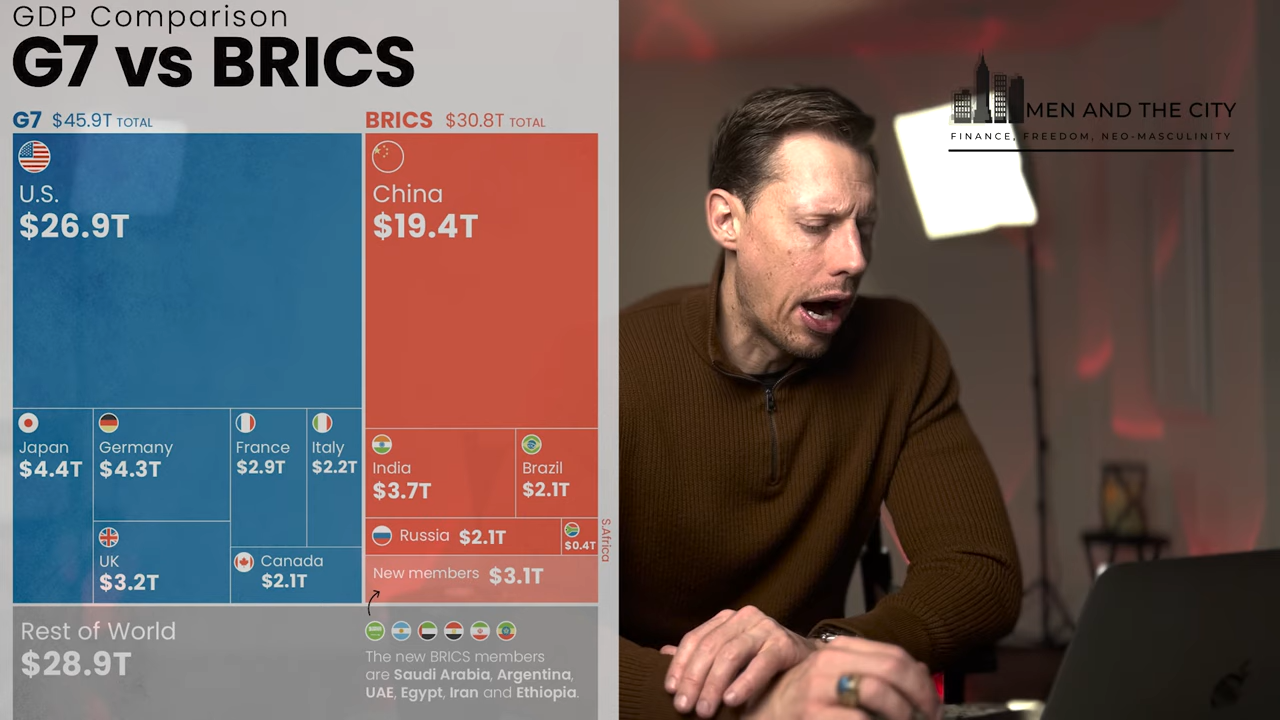 GDP Comparison
G7 vs BRICS
G7 $45.9T TOTAL
BRICS $30.8T TOTAL
U.S.
$26.9T
China
$19.4T
Japan
$4.4T
Germany
$4.3T
France
$2.9T
Italy
$2.2T
India
$3.7T
Brazil
$2.1T
Russia $2.1T
$0.4T
S.Africa
UK
$3.2T
Canada
$2.1T
New members $3.1T
Rest of World
$28.9T
The new BRICS members
are Saudi Arabia, Argentina,
UAE, Egypt, Iran and Ethiopia.
MEN AND THE CITY
FINANCE, FREEDOM, NEO-MASCULINITY